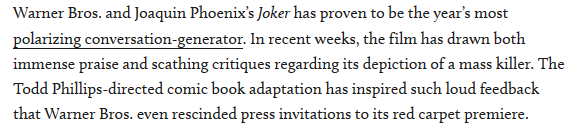 Warner Bros. and Joaquin Phoenix's Joker has proven to be the year's most
polarizing conversation-generator. In recent weeks, the film has drawn both
immense praise and scathing critiques regarding its depiction of a mass killer. The
Todd Phillips-directed comic book adaptation has inspired such loud feedback
that Warner Bros. even rescinded press invitations to its red carpet premiere.